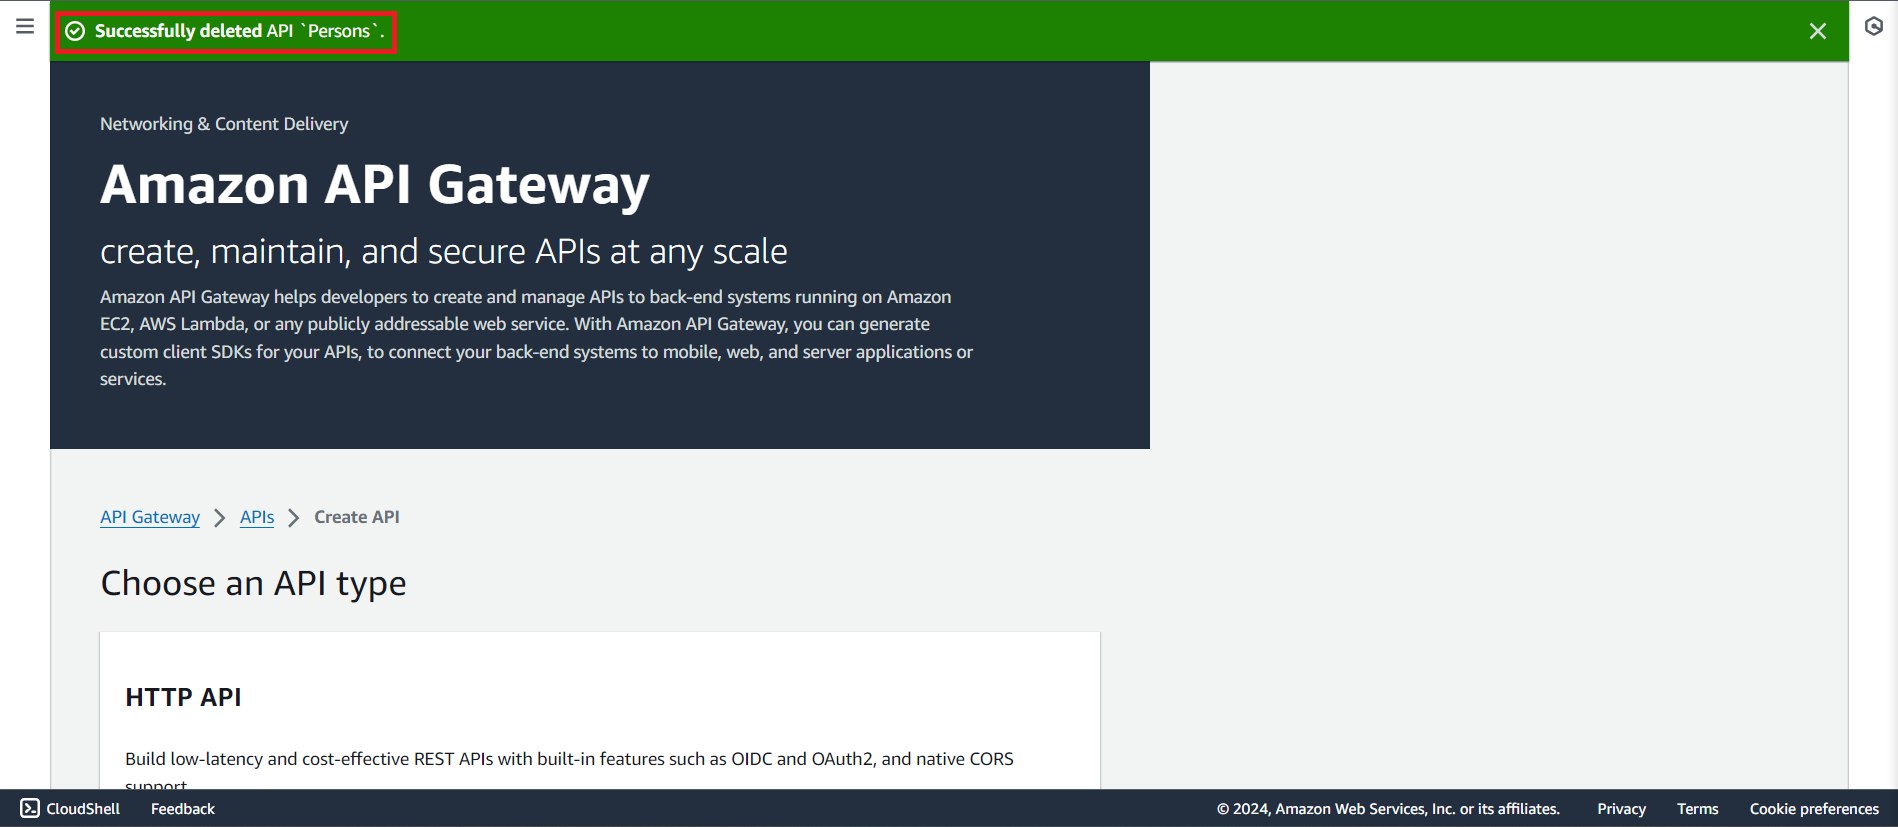 Successfully deleted API `Persons`.
Networking & Content Delivery
Amazon API Gateway
create, maintain, and secure APIs at any scale
Amazon API Gateway helps developers to create and manage APIs to back-end systems running on Amazon
EC2, AWS Lambda, or any publicly addressable web service. With Amazon API Gateway, you can generate
custom client SDKs for your APIs, to connect your back-end systems to mobile, web, and server applications or
services.
API Gateway > APIs > Create API
Choose an API type
HTTP API
Build low-latency and cost-effective REST APIs with built-in features such as OIDC and OAuth2, and native CORS
support
CloudShell Feedback © 2024, Amazon Web Services, Inc. or its affiliates. Privacy Terms Cookie preferences